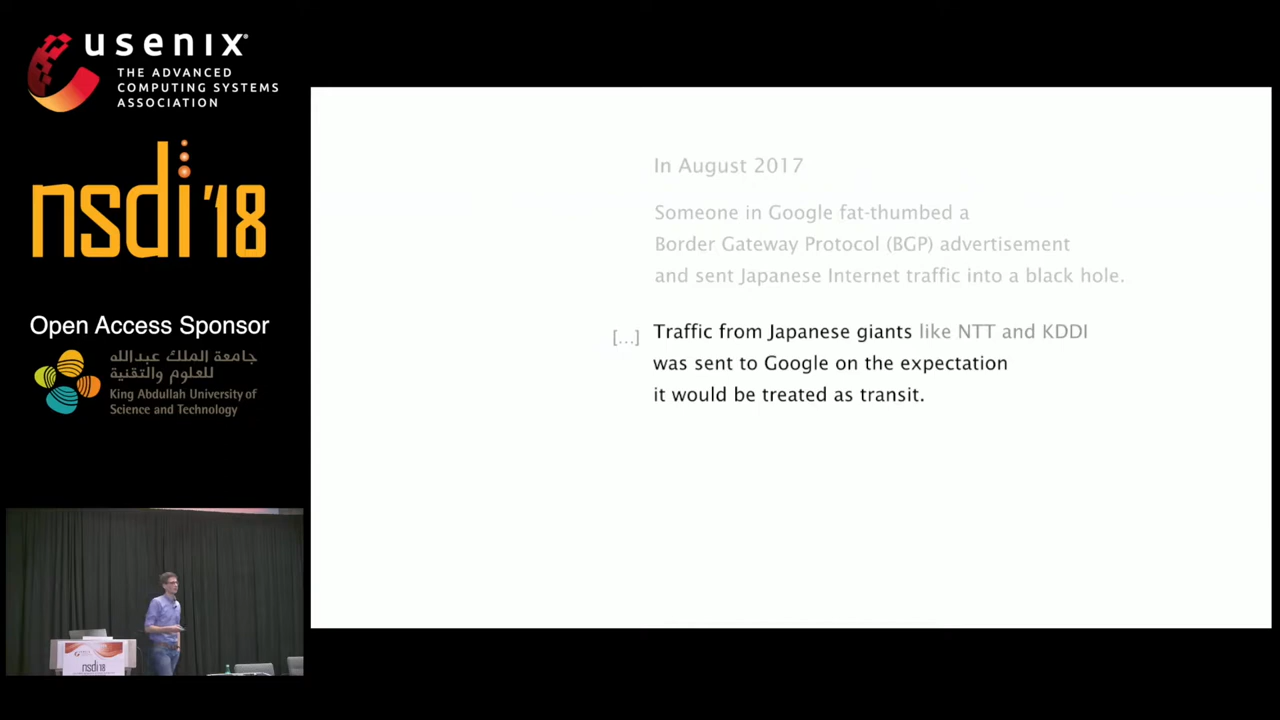 usenix
THE ADVANCED
COMPUTING SYSTEMS
ASSOCIATION
nsdi '18
Open Access Sponsor
جامعة الملك عبدالله
للعلوم والتقنية
King Abdullah University of
Science and Technology
nsdi'18
In August 2017
Someone in Google fat-thumbed a
Border Gateway Protocol (BGP) advertisement
and sent Japanese Internet traffic into a black hole.
[...] Traffic from Japanese giants like NTT and KDDI
was sent to Google on the expectation
it would be treated as transit.